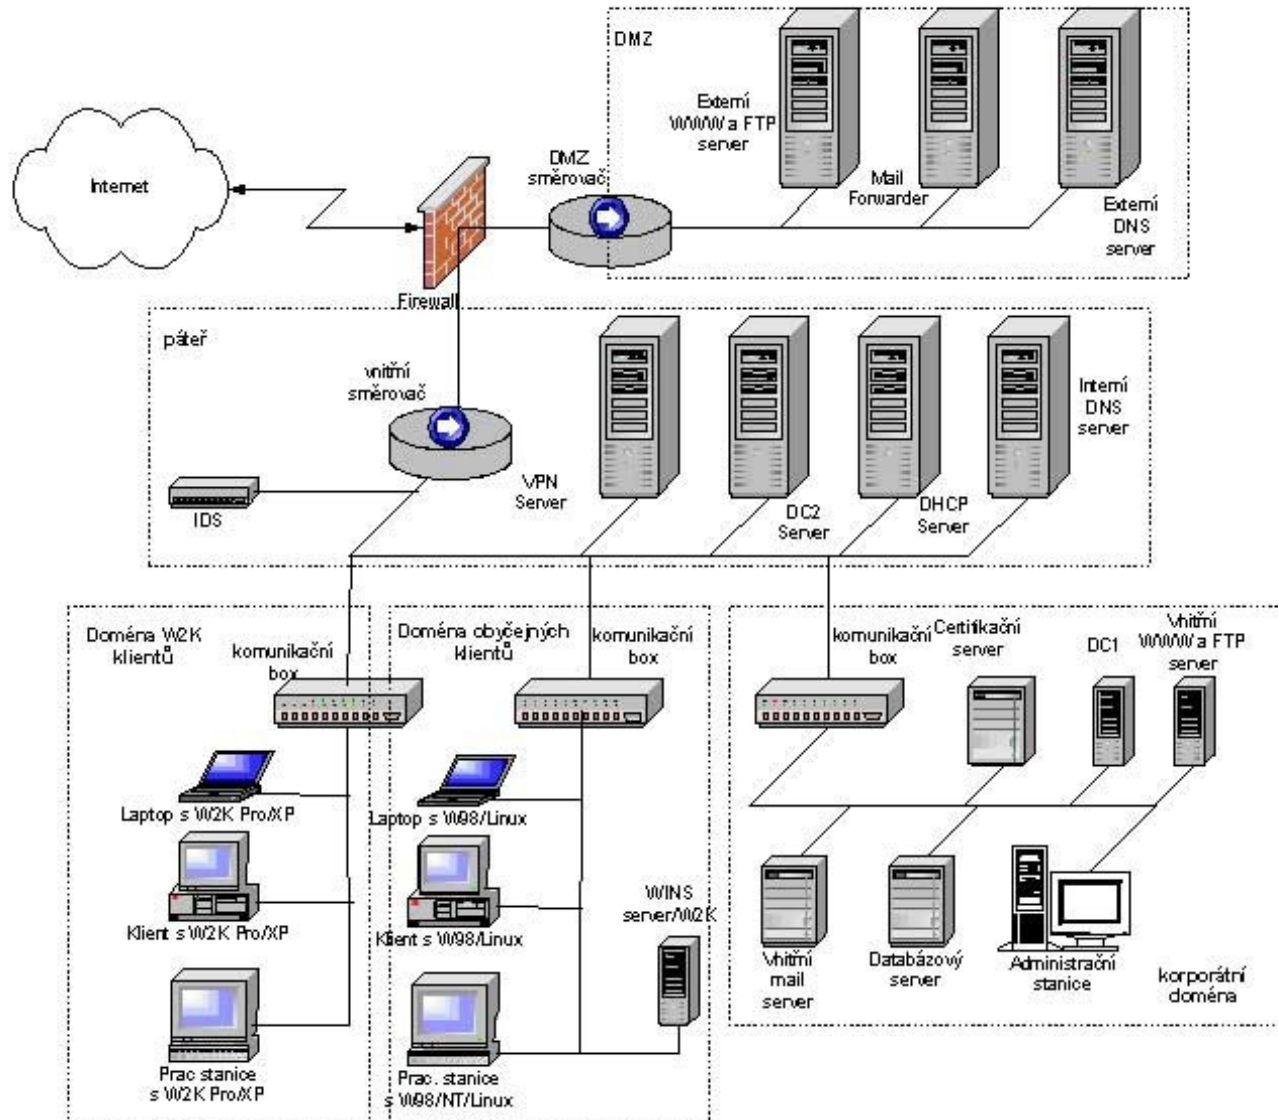 DMZ
Externí
WWW a FTP
server
Mail
Forwarder
Externí
DNS
server
DMZ
směrovač
Internet
Firewall
páteř
vnitřní
směrovač
IDS
VPN
Server
DC2
Server
DHCP
Server
Interní
DNS
server
Doména W2K
klientů
komunikační
box
Laptop s W2K Pro/XP
Klient s W2K Pro/XP
Prac stanice
s W2K Pro/XP
Doména obyčejných
klientů
komunikační
box
Laptop s W98/Linux
Klient s W98/Linux
WINS
server/W2K
Prac. stanice
s W98/NT/Linux
komunikační
box
Certifikační
server
DC1
Vnitřní
WWW a FTP
server
Vnitřní
mail
server
Databázový
server
Administrační
stanice
korporátní
doména